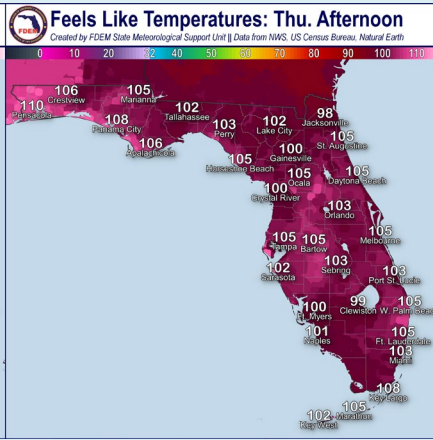 Feels Like Temperatures: Thu. Afternoon
FDEM
Created by FDEM State Meteorological Support Unit || Data from NWS, US Census Bureau, Natural Earth
0 10 20 30 40 50 60 70 80 90 100 110
106
Crestview
105
Marianna
110
Pensacola
108
Panama City
102
Tallahassee
98
Jacksonville
103
Perry
102
Lake City
106
Apalachicola
105
St. Augustine
100
Gainesville
105
Horseshoe Beach
105
Ocala
105
Daytona Beach
100
Crystal River
103
Orlando
105
Melbourne
105
Tampa
105
Bartow
102
Sarasota
103
Sebring
103
Port St. Lucie
100
Ft. Myers
99
Clewiston
105
W. Palm Beac
101
Naples
105
Ft. Lauderdale
103
Miami
108
Key Largo
105
Marathon
102
Key West